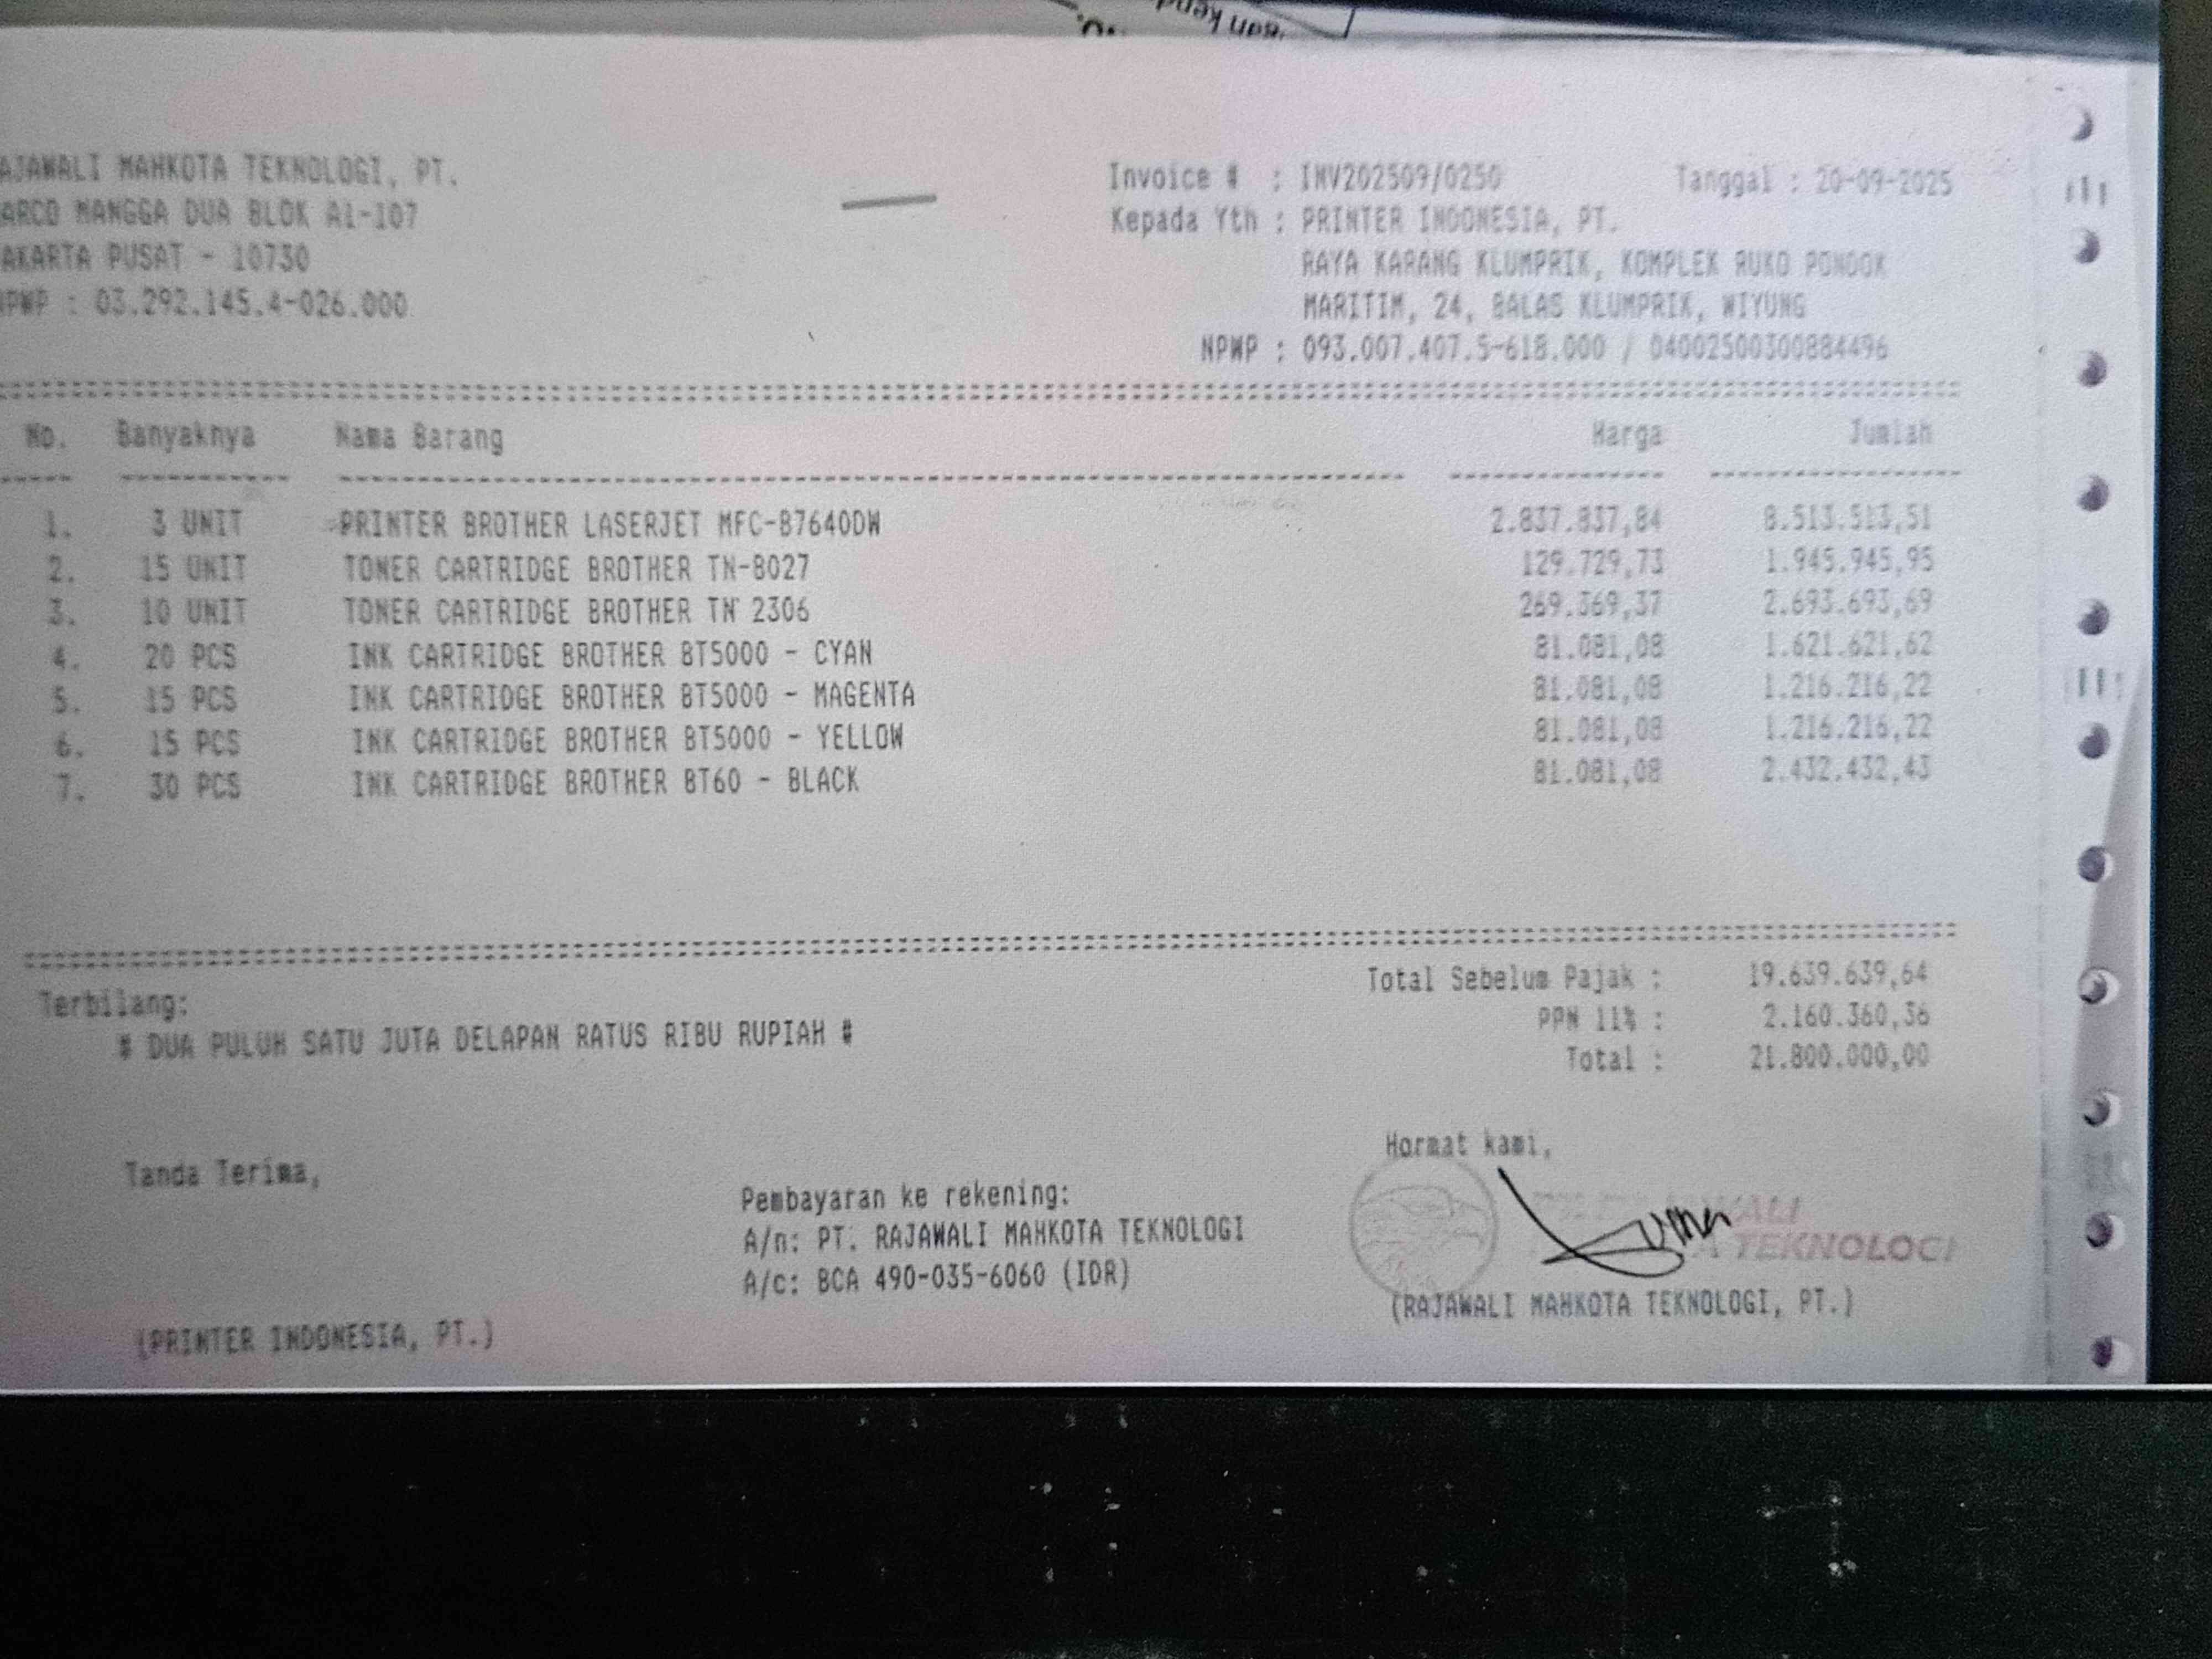 san kend
AJAWALI MAHKOTA TEKNOLOGI, PT.
ARCO MANGGA DUA BLOK A1-107
AKARTA PUSAT - 10730
NPWP : 03.292.145.4-026.000
Invoice # : INV202509/0250 Tanggal : 20-09-2025
Kepada Yth : PRINTER INDONESIA, PT.
RAYA KARANG KLUMPRIK, KOMPLEK RUKO PONDOK
MARITIM, 24, BALAS KLUMPRIK, WIYUNG
NPWP : 093.007.407.5-618.000 / 04002500300884496
No. Banyaknya Nama Barang Harga Jumlah
1. 3 UNIT PRINTER BROTHER LASERJET MFC-B7640DW 2.837.837,84 8.513.513,51
2. 15 UNIT TONER CARTRIDGE BROTHER TN-8027 129.729,73 1.945.945,95
3. 10 UNIT TONER CARTRIDGE BROTHER TN 2306 269.369,37 2.693.693,69
4. 20 PCS INK CARTRIDGE BROTHER BT5000 - CYAN 81.081,08 1.621.621,62
5. 15 PCS INK CARTRIDGE BROTHER BT5000 - MAGENTA 81.081,08 1.216.216,22
6. 15 PCS INK CARTRIDGE BROTHER BT5000 - YELLOW 81.081,08 1.216.216,22
7. 30 PCS INK CARTRIDGE BROTHER BT60 - BLACK 81.081,08 2.432.432,43
Total Sebelum Pajak : 19.639.639,64
PPN 11% : 2.160.360,36
Total : 21.800.000,00
Terbilang:
# DUA PULUH SATU JUTA DELAPAN RATUS RIBU RUPIAH #
Tanda Terima,
(PRINTER INDONESIA, PT.)
Pembayaran ke rekening:
A/n: PT. RAJAWALI MAHKOTA TEKNOLOGI
A/c: BCA 490-035-6060 (IDR)
Hormat kami,
WALI
A TEKNOLOGI
(RAJAWALI MAHKOTA TEKNOLOGI, PT.)